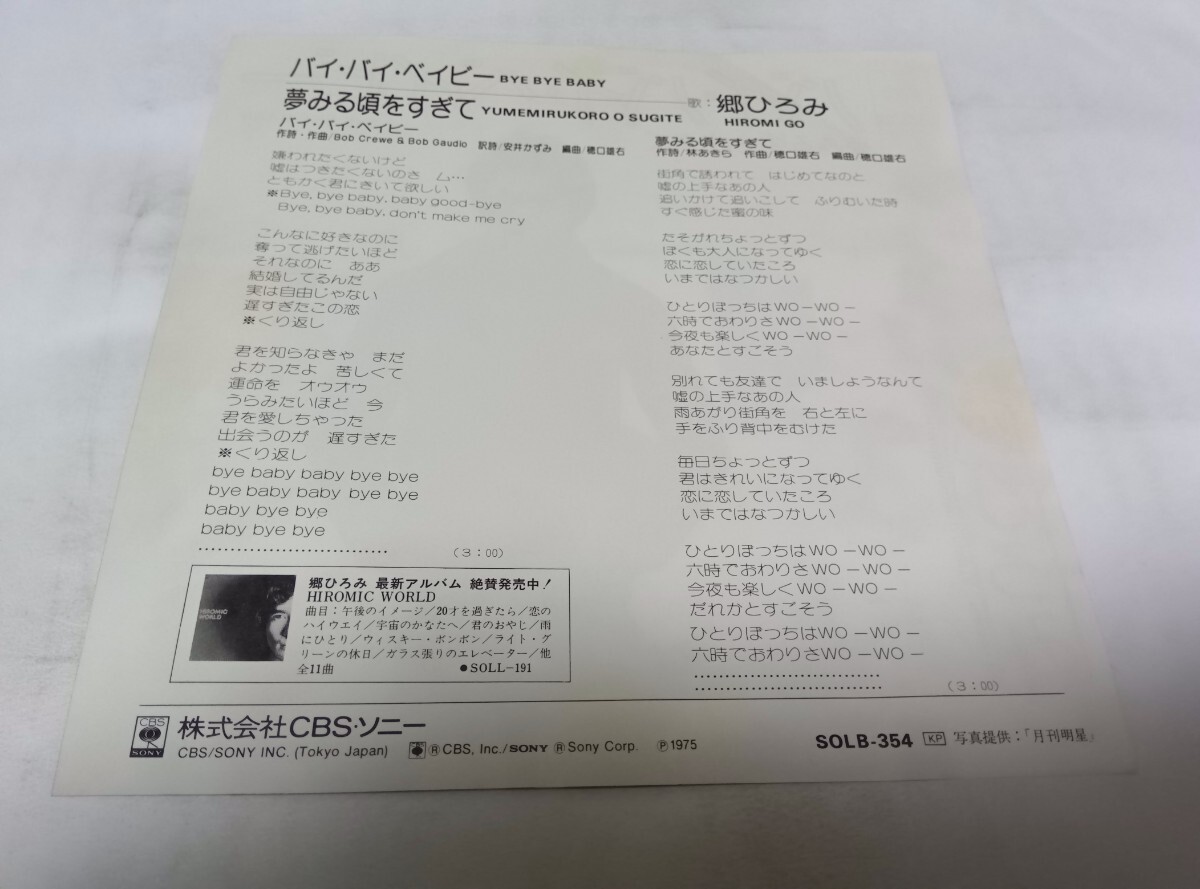 バイ・バイ・ベイビー BYE BYE BABY
夢みる頃をすぎて YUMEMIRUKORO O SUGITE
歌：郷ひろみ
HIROMI GO
バイ・バイ・ベイビー
作詩・作曲/Bob Crewe & Bob Gaudio 訳詩/安井かずみ 編曲/穂口雄右
嫌われたくないけど
嘘はつきたくないのさ ム…
ともかく君にきいて欲しい
※Bye, bye baby, baby good-bye
Bye, bye baby, don't make me cry
こんなに好きなのに
奪って逃げたいほど
それなのに ああ
結婚してるんだ
実は自由じゃない
遅すぎたこの恋
※くり返し
君を知らなきゃ まだ
よかったよ 苦しくて
運命を オゥオゥ
うらみたいほど 今
君を愛しちゃった
出会うのが 遅すぎた
※くり返し
bye baby baby bye bye
bye baby baby bye bye
baby bye bye
baby bye bye
(3:00)
夢みる頃をすぎて
作詩/林あきら 作曲/穂口雄右 編曲/穂口雄右
街角で誘われて はじめてなのと
嘘の上手なあの人
追いかけて追いこして ふりむいた時
すぐ感じた蜜の味
たそがれちょっとずつ
ぼくも大人になってゆく
恋に恋していたころ
いまではなつかしい
ひとりぼっちはWO－WO－
六時でおわりさWO－WO－
今夜も楽しくWO－WO－
あなたとすごそう
別れても友達で いましょうなんて
嘘の上手なあの人
雨あがり街角を 右と左に
手をふり背中をむけた
毎日ちょっとずつ
君はきれいになってゆく
恋に恋していたころ
いまではなつかしい
ひとりぼっちはWO－WO－
六時でおわりさWO－WO－
今夜も楽しくWO－WO－
だれかとすごそう
ひとりぼっちはWO－WO－
六時でおわりさWO－WO－
(3:00)
HIROMIC
WORLD
郷ひろみ 最新アルバム 絶賛発売中！
HIROMIC WORLD
曲目：午後のイメージ/20才を過ぎたら/恋の
ハイウエイ/宇宙のかなたへ/君のおやじ/雨
にひとり/ウィスキー・ボンボン/ライト・グ
リーンの休日/ガラス張りのエレベーター/他
全11曲 ●SOLL-191
CBS
SONY
株式会社CBS・ソニー
CBS/SONY INC. (Tokyo Japan) ®CBS, Inc./SONY ®Sony Corp. ℗1975
SOLB-354 KP 写真提供：「月刊明星」